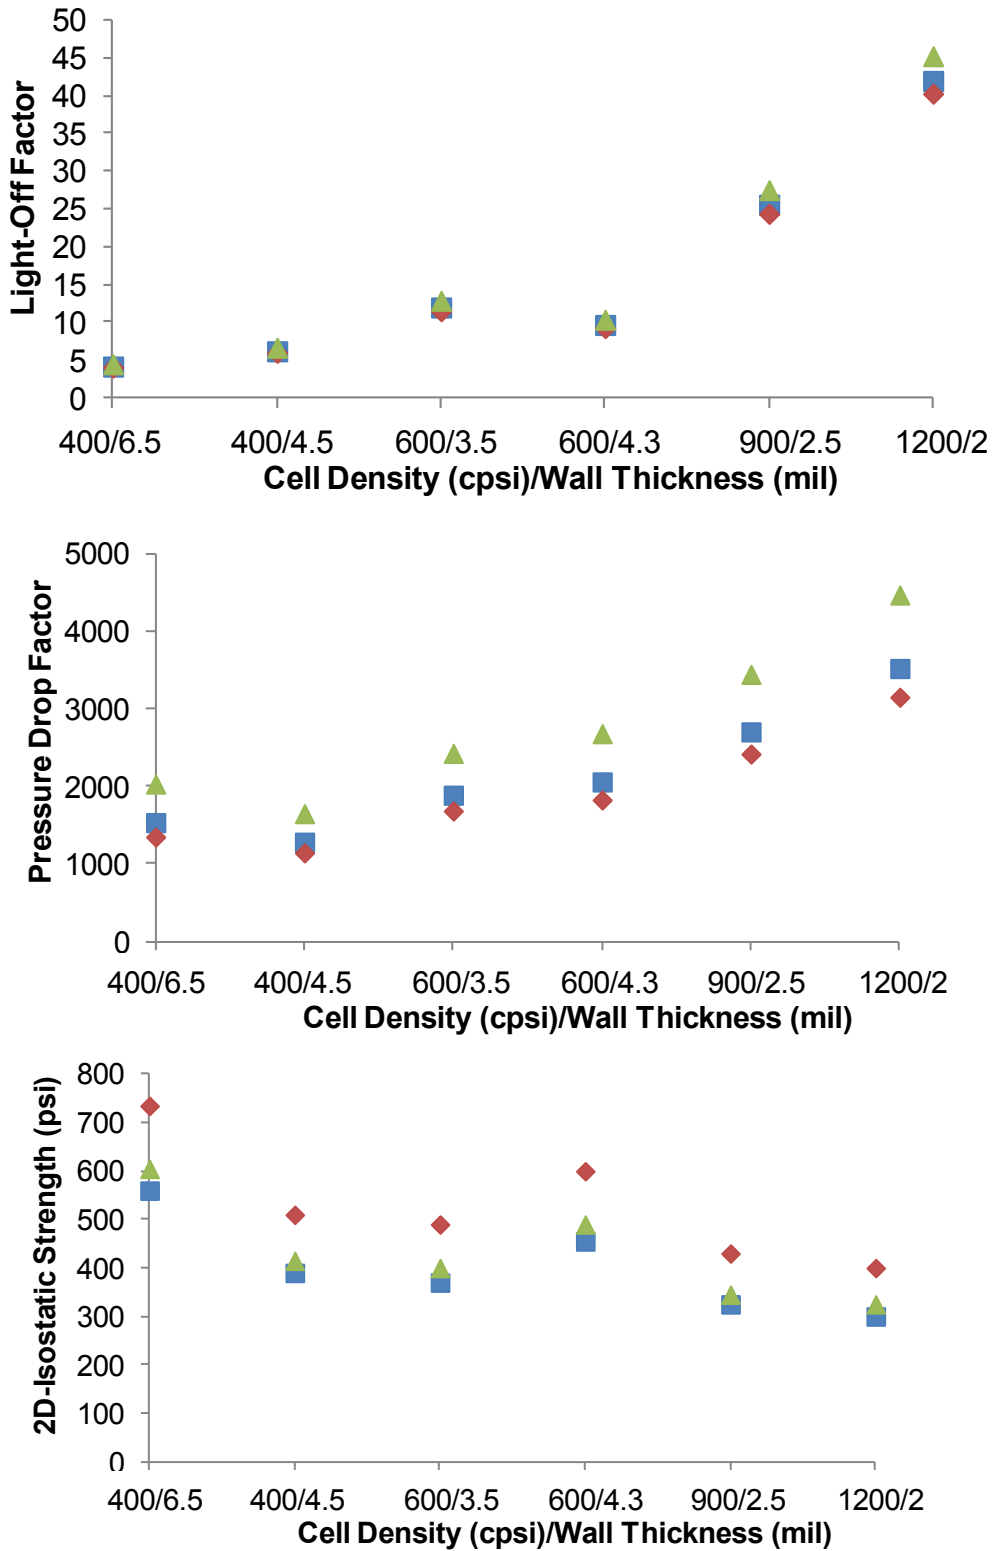 Light-Off Factor
50
45
40
35
30
25
20
15
10
5
0
400/6.5 400/4.5 600/3.5 600/4.3 900/2.5 1200/2
Cell Density (cpsi)/Wall Thickness (mil)
Pressure Drop Factor
5000
4000
3000
2000
1000
0
400/6.5 400/4.5 600/3.5 600/4.3 900/2.5 1200/2
Cell Density (cpsi)/Wall Thickness (mil)
2D-Isostatic Strength (psi)
800
700
600
500
400
300
200
100
0
400/6.5 400/4.5 600/3.5 600/4.3 900/2.5 1200/2
Cell Density (cpsi)/Wall Thickness (mil)